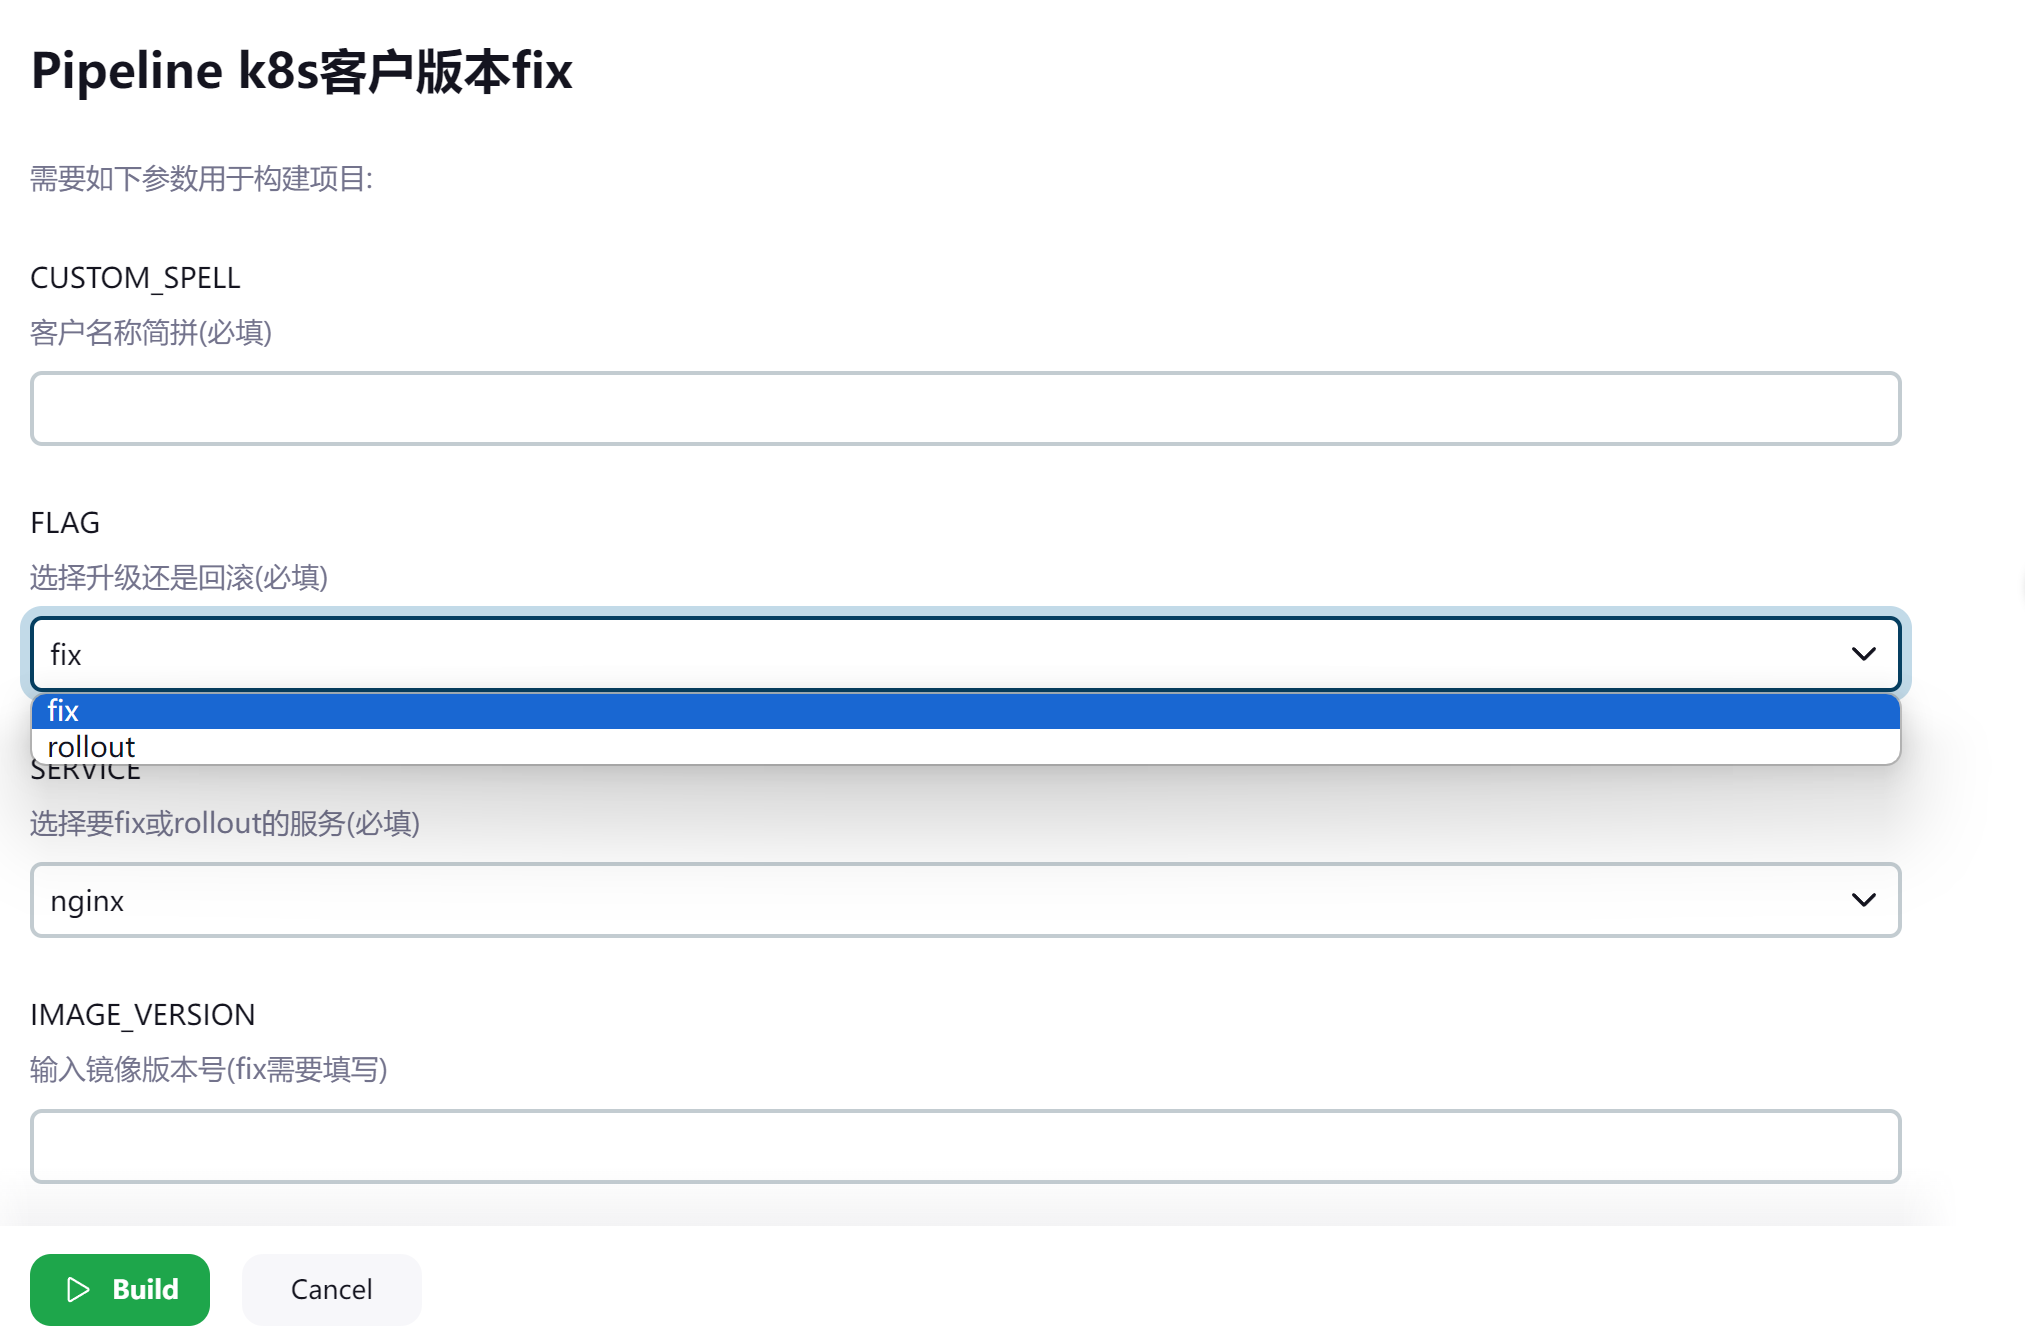 Pipeline k8s客户版本fix
需要如下参数用于构建项目:
CUSTOM_SPELL
客户名称简拼(必填)
FLAG
选择升级还是回滚(必填)
fix
fix
rollout
SERVICE
选择要fix或rollout的服务(必填)
nginx
IMAGE_VERSION
输入镜像版本号(fix需要填写)
Build
Cancel